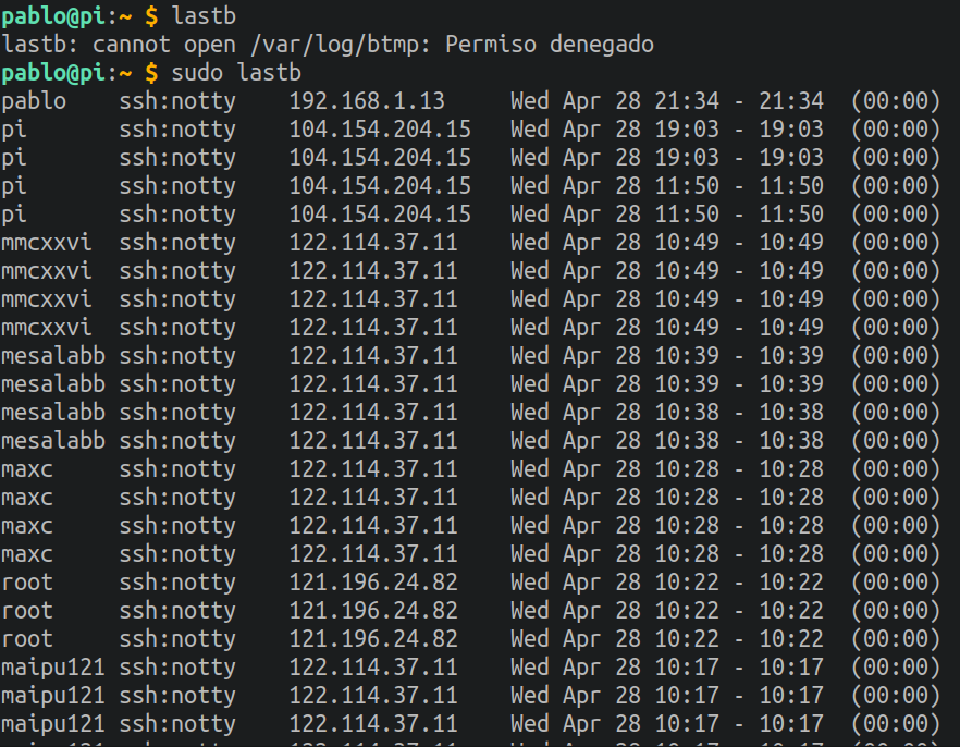 pablo@pi:~ $ lastb
lastb: cannot open /var/log/btmp: Permiso denegado
pablo@pi:~ $ sudo lastb
pablo    ssh:notty    192.168.1.13     Wed Apr 28 21:34 - 21:34  (00:00)
pi       ssh:notty    104.154.204.15   Wed Apr 28 19:03 - 19:03  (00:00)
pi       ssh:notty    104.154.204.15   Wed Apr 28 19:03 - 19:03  (00:00)
pi       ssh:notty    104.154.204.15   Wed Apr 28 11:50 - 11:50  (00:00)
pi       ssh:notty    104.154.204.15   Wed Apr 28 11:50 - 11:50  (00:00)
mmcxxvi  ssh:notty    122.114.37.11    Wed Apr 28 10:49 - 10:49  (00:00)
mmcxxvi  ssh:notty    122.114.37.11    Wed Apr 28 10:49 - 10:49  (00:00)
mmcxxvi  ssh:notty    122.114.37.11    Wed Apr 28 10:49 - 10:49  (00:00)
mmcxxvi  ssh:notty    122.114.37.11    Wed Apr 28 10:49 - 10:49  (00:00)
mesalabb ssh:notty    122.114.37.11    Wed Apr 28 10:39 - 10:39  (00:00)
mesalabb ssh:notty    122.114.37.11    Wed Apr 28 10:39 - 10:39  (00:00)
mesalabb ssh:notty    122.114.37.11    Wed Apr 28 10:38 - 10:38  (00:00)
mesalabb ssh:notty    122.114.37.11    Wed Apr 28 10:38 - 10:38  (00:00)
maxc     ssh:notty    122.114.37.11    Wed Apr 28 10:28 - 10:28  (00:00)
maxc     ssh:notty    122.114.37.11    Wed Apr 28 10:28 - 10:28  (00:00)
maxc     ssh:notty    122.114.37.11    Wed Apr 28 10:28 - 10:28  (00:00)
maxc     ssh:notty    122.114.37.11    Wed Apr 28 10:28 - 10:28  (00:00)
root     ssh:notty    121.196.24.82    Wed Apr 28 10:22 - 10:22  (00:00)
root     ssh:notty    121.196.24.82    Wed Apr 28 10:22 - 10:22  (00:00)
root     ssh:notty    121.196.24.82    Wed Apr 28 10:22 - 10:22  (00:00)
maipu121 ssh:notty    122.114.37.11    Wed Apr 28 10:17 - 10:17  (00:00)
maipu121 ssh:notty    122.114.37.11    Wed Apr 28 10:17 - 10:17  (00:00)
maipu121 ssh:notty    122.114.37.11    Wed Apr 28 10:17 - 10:17  (00:00)